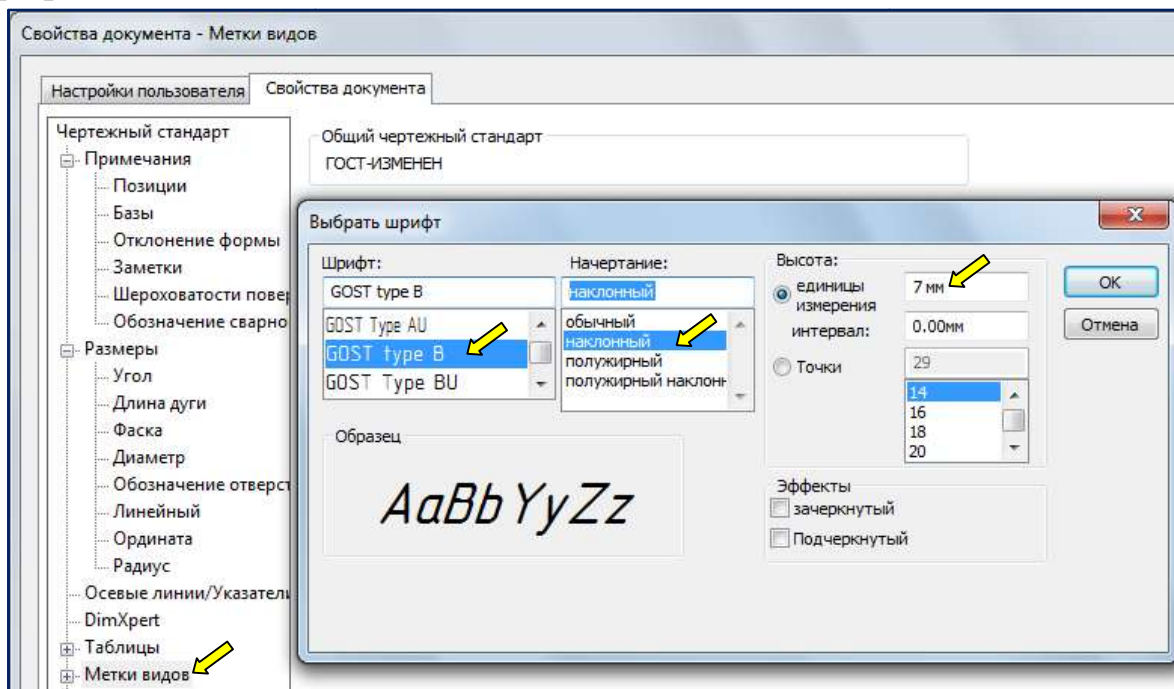 Свойства документа - Метки видов
Настройки пользователя
Свойства документа
Чертежный стандарт
Примечания
Позиции
Базы
Отклонение формы
Заметки
Шероховатости повер
Обозначение сварно
Размеры
Угол
Длина дуги
Фаска
Диаметр
Обозначение отверст
Линейный
Ордината
Радиус
Осевые линии/Указатели
DimXpert
Таблицы
Метки видов
Общий чертежный стандарт
ГОСТ-ИЗМЕНЕН
Выбрать шрифт
Шрифт:
GOST type B
GOST Type AU
GOST type B
GOST Type BU
Начертание:
наклонный
обычный
наклонный
полужирный
полужирный наклонн
Высота:
единицы измерения
7 мм
интервал:
0.00мм
Точки
29
14
16
18
20
OK
Отмена
Образец
AaBbYyZz
Эффекты
зачеркнутый
Подчеркнутый